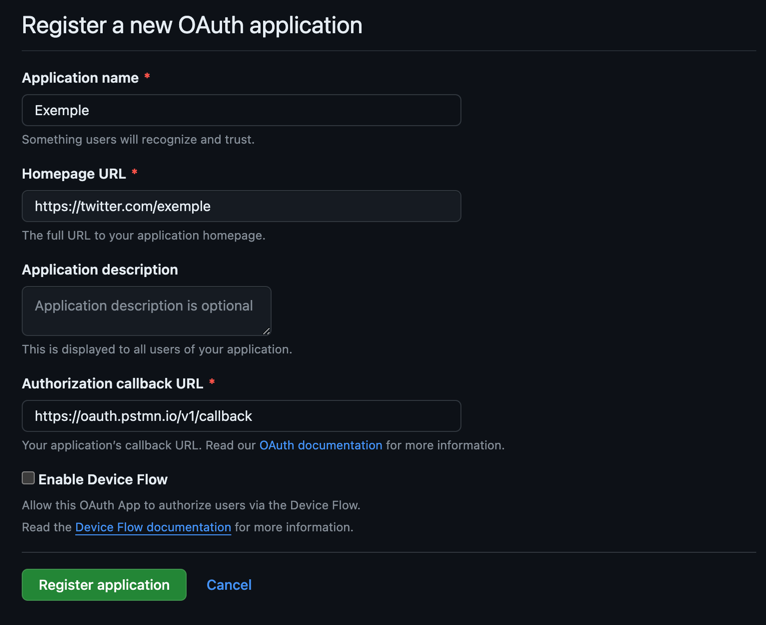 Register a new OAuth application
Application name *
Exemple
Something users will recognize and trust.
Homepage URL *
https://twitter.com/exemple
The full URL to your application homepage.
Application description
Application description is optional
This is displayed to all users of your application.
Authorization callback URL *
https://oauth.pstmn.io/v1/callback
Your application’s callback URL. Read our OAuth documentation for more information.
Enable Device Flow
Allow this OAuth App to authorize users via the Device Flow.
Read the Device Flow documentation for more information.
Register application Cancel